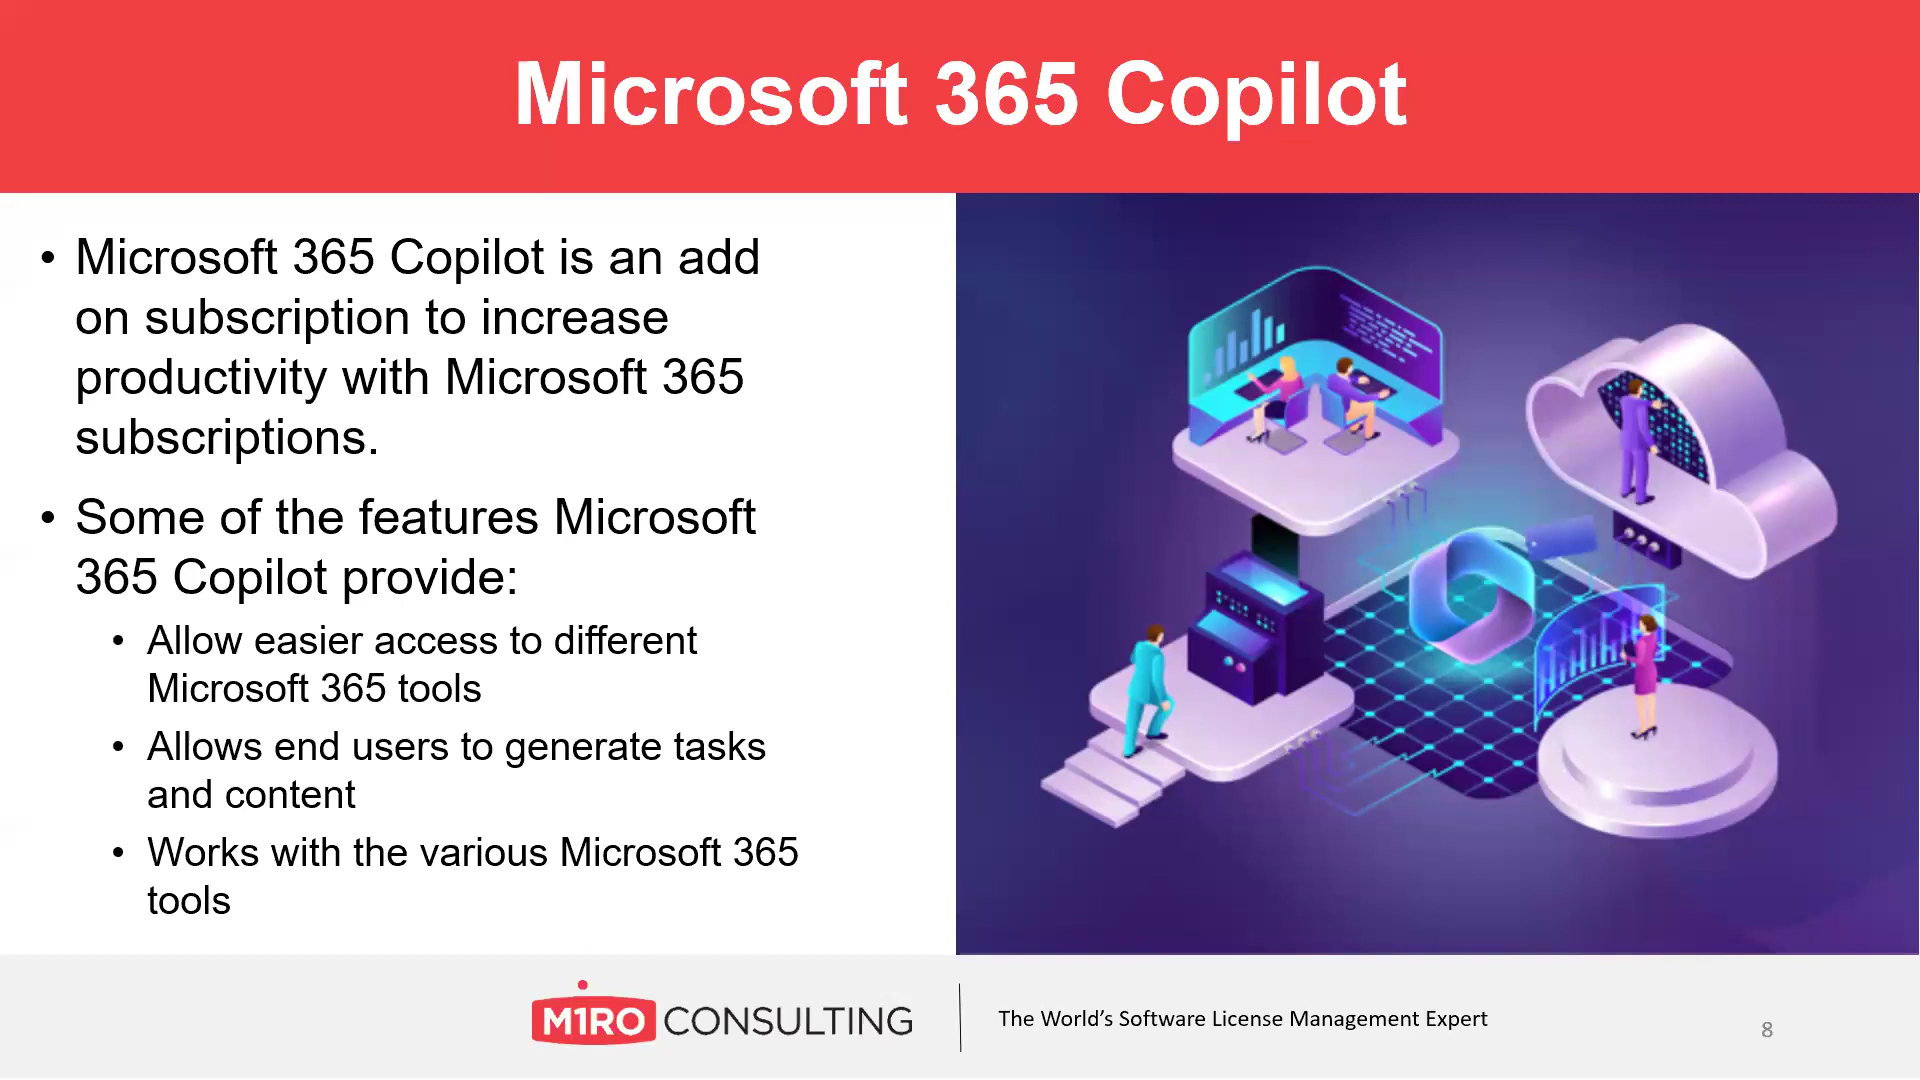 Microsoft 365 Copilot
• Microsoft 365 Copilot is an add
on subscription to increase
productivity with Microsoft 365
subscriptions.
• Some of the features Microsoft
365 Copilot provide:
• Allow easier access to different
Microsoft 365 tools
• Allows end users to generate tasks
and content
• Works with the various Microsoft 365
tools
M1RO CONSULTING
The World’s Software License Management Expert
8